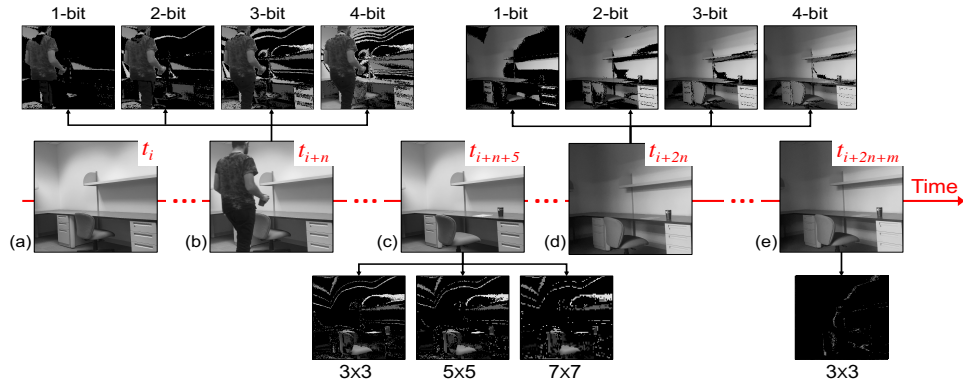 1-bit 2-bit 3-bit 4-bit 1-bit 2-bit 3-bit 4-bit
t_i t_{i+n} t_{i+n+5} t_{i+2n} t_{i+2n+m}
Time
(a) (b) (c) (d) (e)
3x3 5x5 7x7 3x3